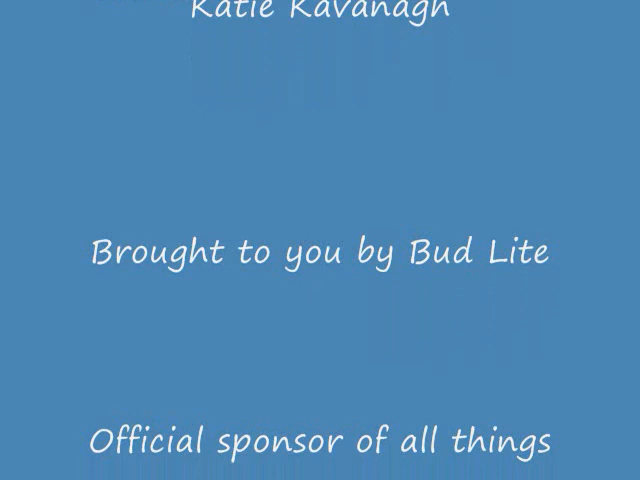 Katie Kavanagh
Brought to you by Bud Lite
Official sponsor of all things